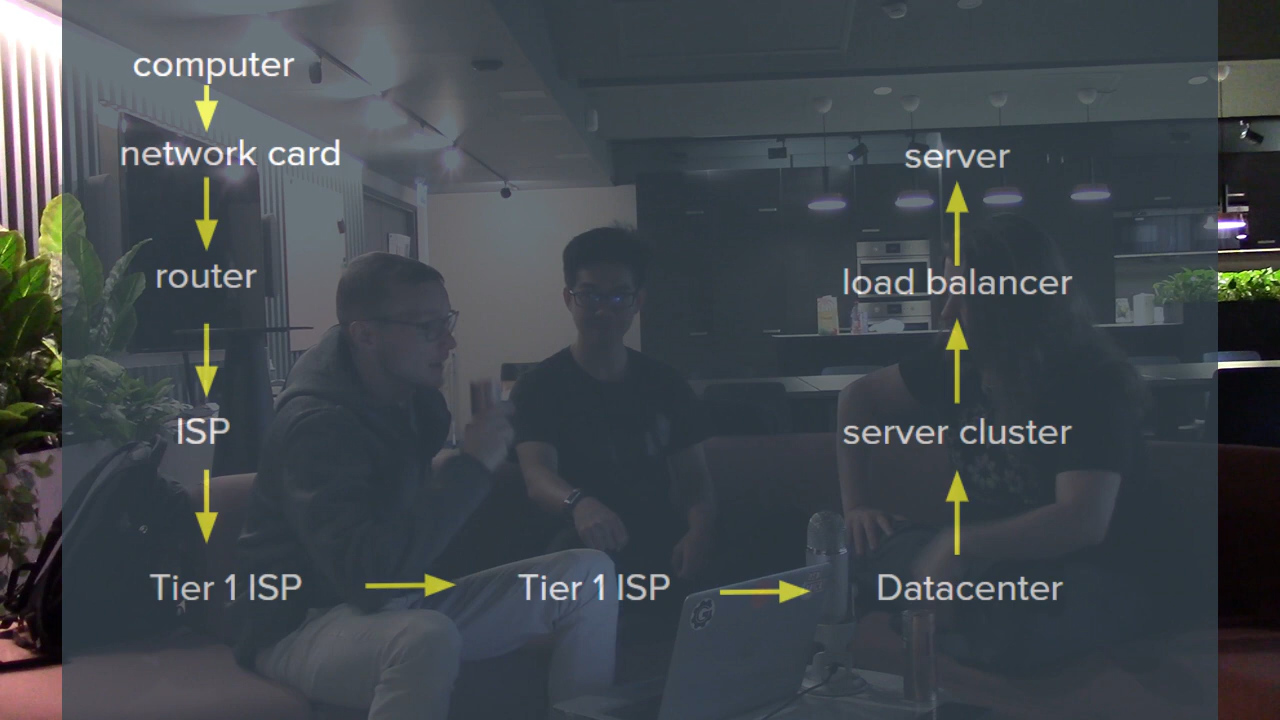 computer
network card
router
ISP
Tier 1 ISP
Tier 1 ISP
Datacenter
server cluster
load balancer
server